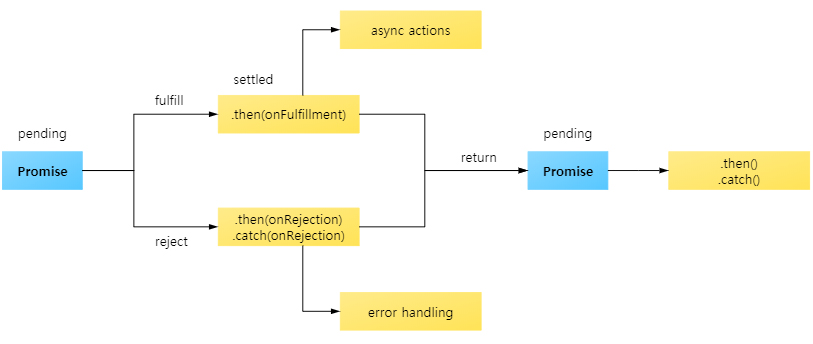 async actions
settled
fulfill
.then(onFulfillment)
pending
Promise
return
pending
Promise
.then()
.catch()
.then(onRejection)
.catch(onRejection)
reject
error handling